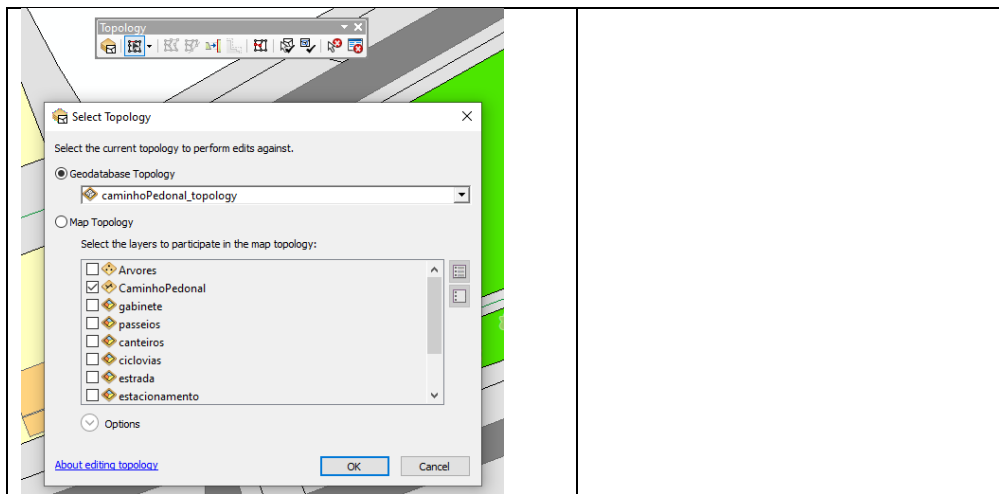 Topology
Select Topology
Select the current topology to perform edits against.
Geodatabase Topology
caminhoPedonal_topology
Map Topology
Select the layers to participate in the map topology:
Arvores
CaminhoPedonal
gabinete
passeios
canteiros
ciclovias
estrada
estacionamento
Options
About editing topology
OK
Cancel